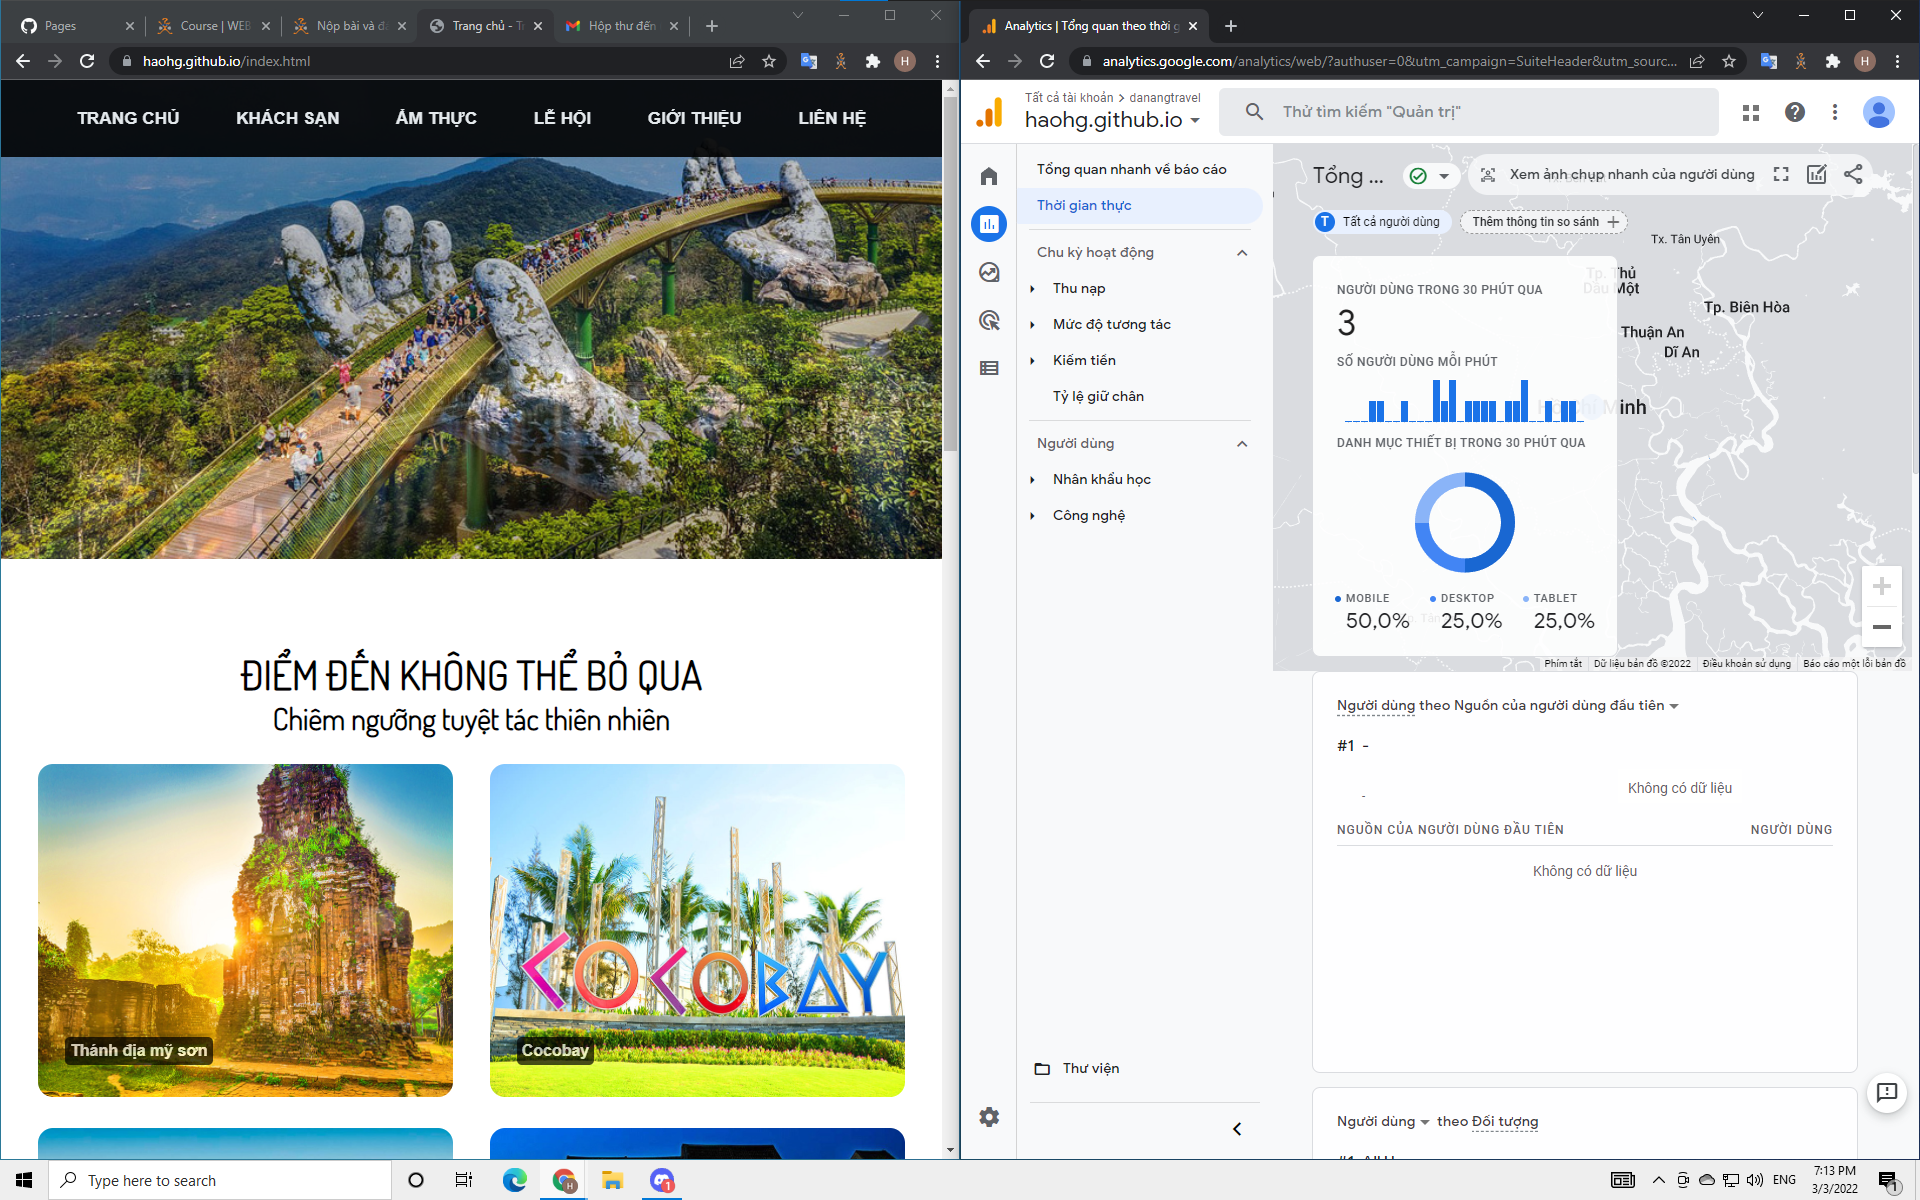 Pages
Course | WEB
Nộp bài và đá
Trang chủ - Tr
Hộp thư đến
haohg.github.io/index.html
TRANG CHỦ
KHÁCH SẠN
ẨM THỰC
LỄ HỘI
GIỚI THIỆU
LIÊN HỆ
ĐIỂM ĐẾN KHÔNG THỂ BỎ QUA
Chiêm ngưỡng tuyệt tác thiên nhiên
Thánh địa mỹ sơn
COCOBAY
Cocobay
Analytics | Tổng quan theo thời g
analytics.google.com/analytics/web/?authuser=0&utm_campaign=SuiteHeader&utm_sourc...
H
Tất cả tài khoản > danangtravel
haohg.github.io
Thử tìm kiếm "Quản trị"
Tổng quan nhanh về báo cáo
Thời gian thực
Chu kỳ hoạt động
Thu nạp
Mức độ tương tác
Kiếm tiền
Tỷ lệ giữ chân
Người dùng
Nhân khẩu học
Công nghệ
Thư viện
Tổng ...
Xem ảnh chụp nhanh của người dùng
T Tất cả người dùng
Thêm thông tin so sánh
Tx. Tân Uyên
Tp. Thủ
Dầu Một
Tp. Biên Hòa
Thuận An
Dĩ An
Hồ Chí Minh
NGƯỜI DÙNG TRONG 30 PHÚT QUA
3
SỐ NGƯỜI DÙNG MỖI PHÚT
DANH MỤC THIẾT BỊ TRONG 30 PHÚT QUA
MOBILE
50,0%
DESKTOP
25,0%
TABLET
25,0%
Phím tắt
Dữ liệu bản đồ ©2022
Điều khoản sử dụng
Báo cáo một lỗi bản đồ
Người dùng theo Nguồn của người dùng đầu tiên
#1 -
-
Không có dữ liệu
NGUỒN CỦA NGƯỜI DÙNG ĐẦU TIÊN
NGƯỜI DÙNG
Không có dữ liệu
Người dùng theo Đối tượng
Type here to search
ENG
7:13 PM
3/3/2022